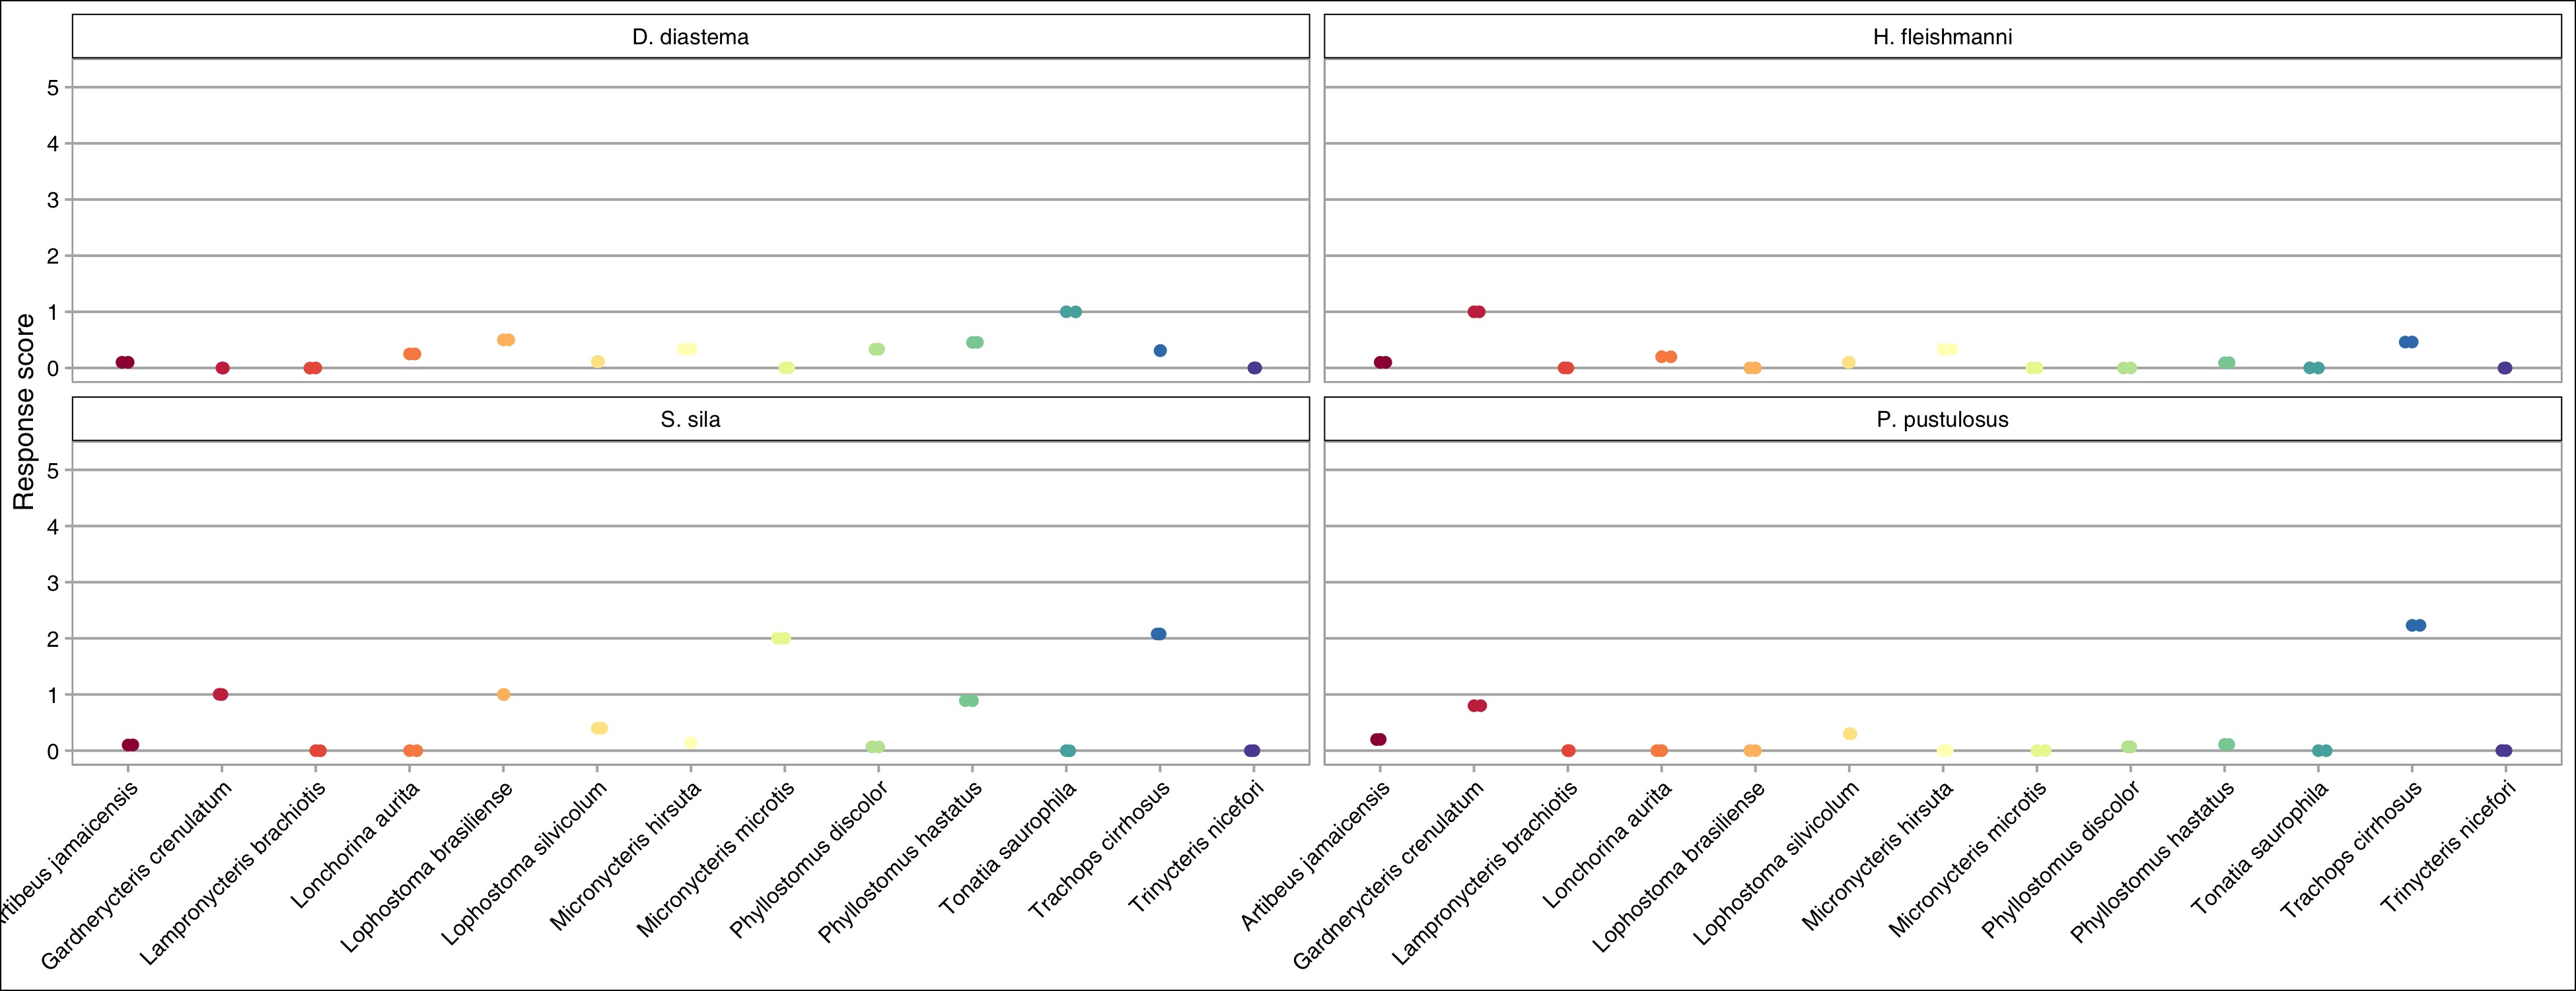 D. diastema
H. fleishmanni
5
4
3
2
1
0
S. sila
P. pustulosus
5
4
3
2
1
0
Response score
rtibeus jamaicensis
Gardnerycteris crenulatum
Lampronycteris brachiotis
Lonchorina aurita
Lophostoma brasiliense
Lophostoma silvicolum
Micronycteris hirsuta
Micronycteris microtis
Phyllostomus discolor
Phyllostomus hastatus
Tonatia saurophila
Trachops cirrhosus
Trinycteris nicefori
Artibeus jamaicensis
Gardnerycteris crenulatum
Lampronycteris brachiotis
Lonchorina aurita
Lophostoma brasiliense
Lophostoma silvicolum
Micronycteris hirsuta
Micronycteris microtis
Phyllostomus discolor
Phyllostomus hastatus
Tonatia saurophila
Trachops cirrhosus
Trinycteris nicefori